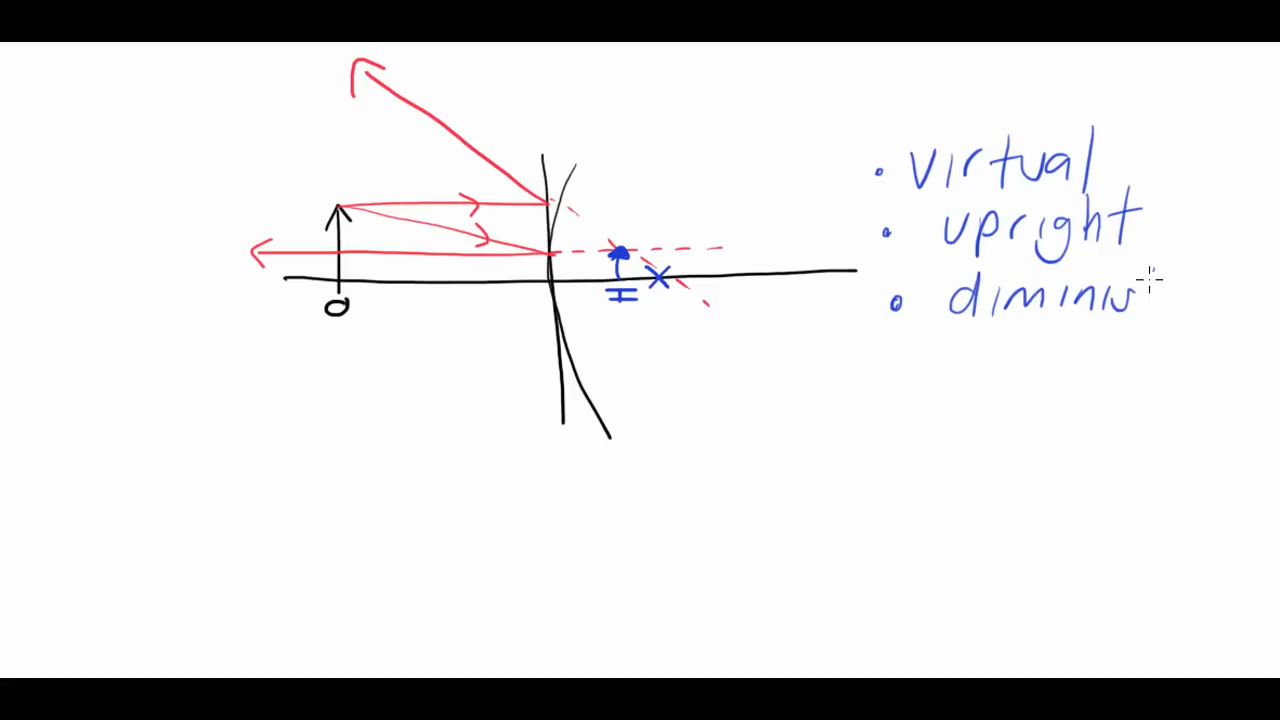 • virtual
• upright
• diminis
O
I